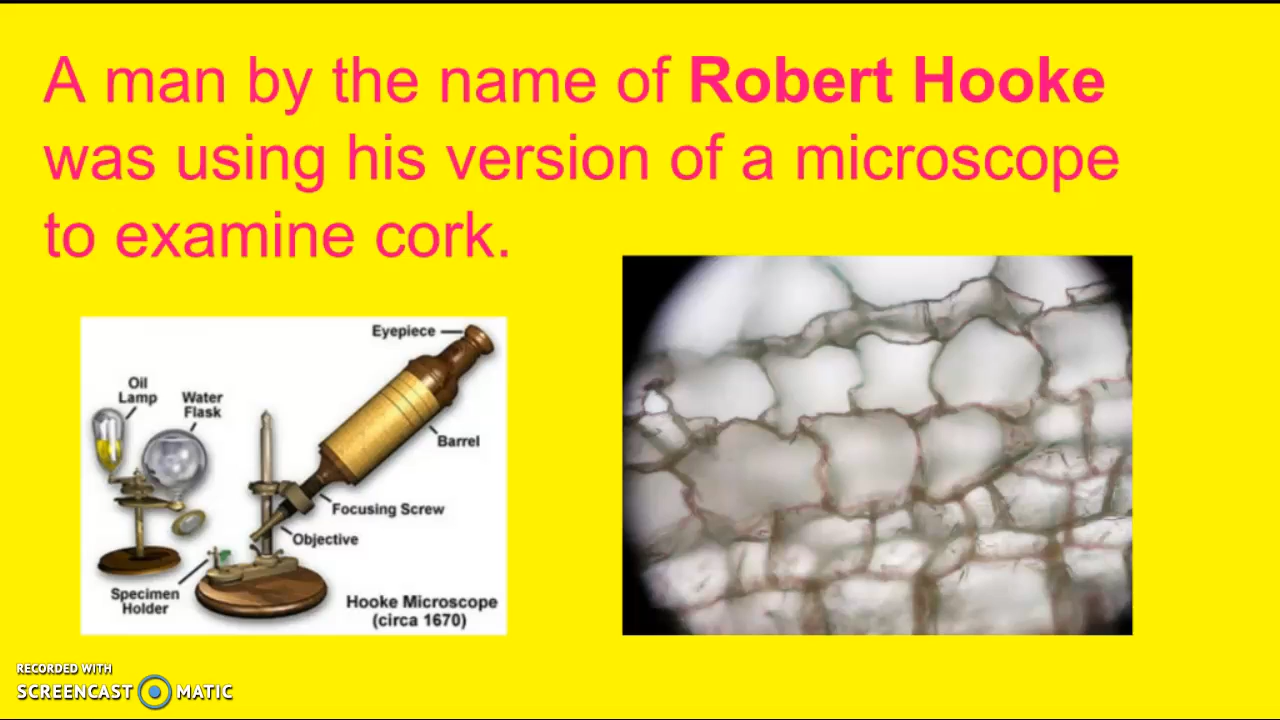 A man by the name of Robert Hooke
was using his version of a microscope
to examine cork.
Eyepiece
Oil
Lamp
Water
Flask
Barrel
Focusing Screw
Objective
Specimen
Holder
Hooke Microscope
(circa 1670)
RECORDED WITH
SCREENCAST MATIC